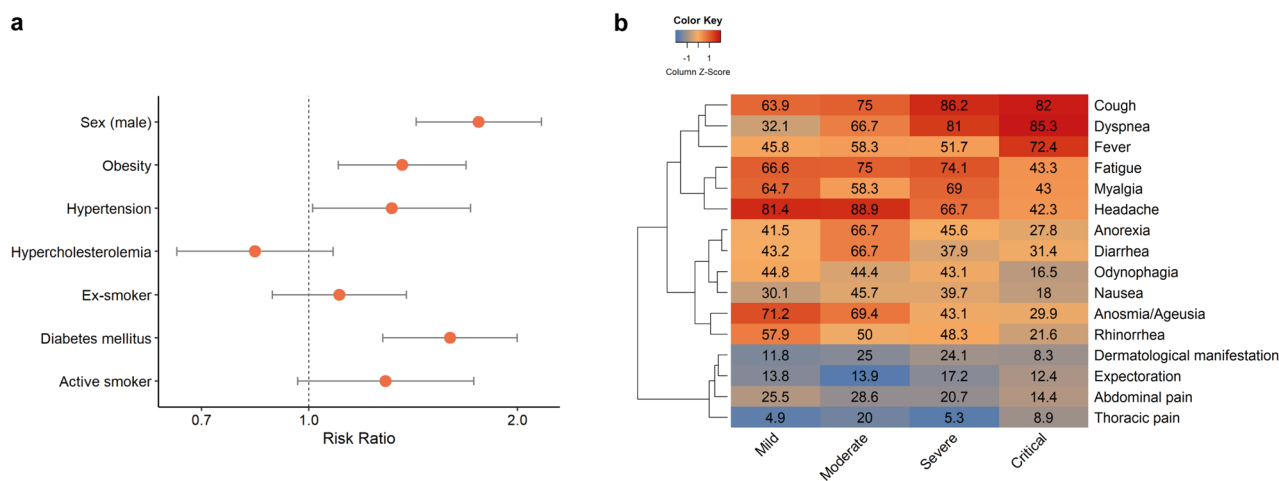 a
Sex (male)
Obesity
Hypertension
Hypercholesterolemia
Ex-smoker
Diabetes mellitus
Active smoker
0.7 1.0 2.0
Risk Ratio
b
Color Key
-1 1
Column Z-Score
63.9 75 86.2 82 Cough
32.1 66.7 81 85.3 Dyspnea
45.8 58.3 51.7 72.4 Fever
66.6 75 74.1 43.3 Fatigue
64.7 58.3 69 43 Myalgia
81.4 88.9 66.7 42.3 Headache
41.5 66.7 45.6 27.8 Anorexia
43.2 66.7 37.9 31.4 Diarrhea
44.8 44.4 43.1 16.5 Odynophagia
30.1 45.7 39.7 18 Nausea
71.2 69.4 43.1 29.9 Anosmia/Ageusia
57.9 50 48.3 21.6 Rhinorrhea
11.8 25 24.1 8.3 Dermatological manifestation
13.8 13.9 17.2 12.4 Expectoration
25.5 28.6 20.7 14.4 Abdominal pain
4.9 20 5.3 8.9 Thoracic pain
Mild Moderate Severe Critical